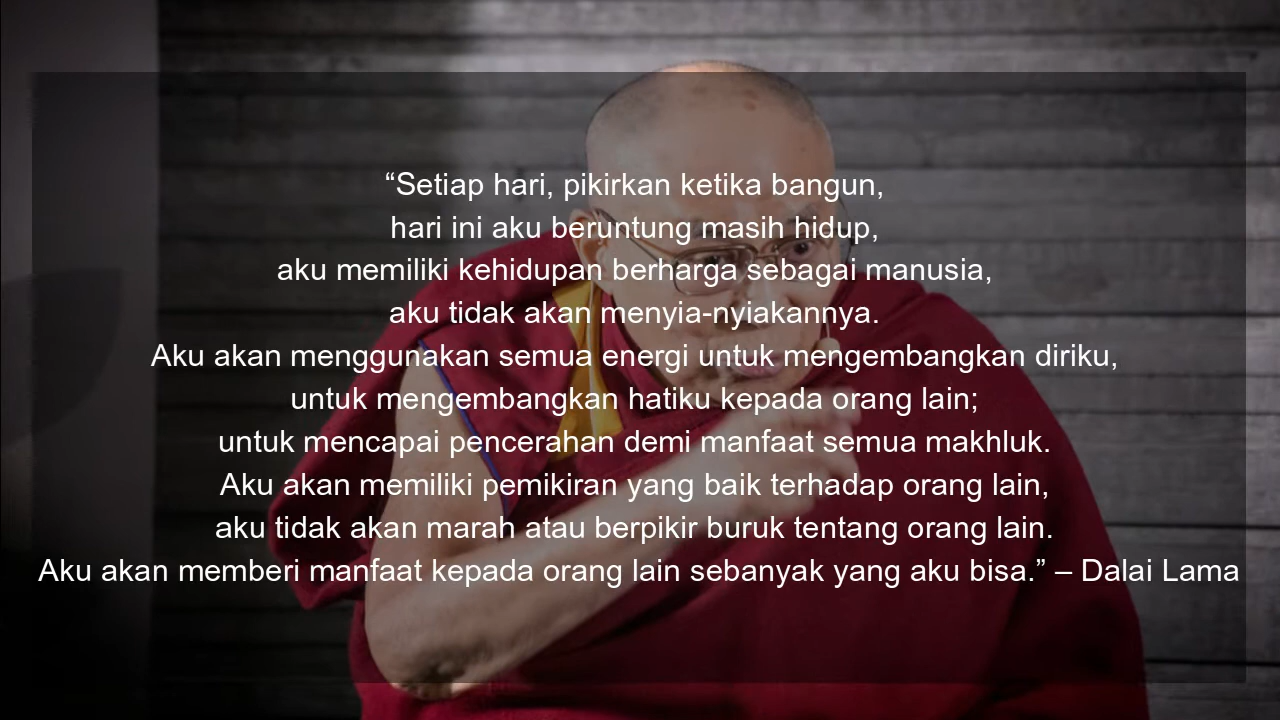 “Setiap hari, pikirkan ketika bangun,
hari ini aku beruntung masih hidup,
aku memiliki kehidupan berharga sebagai manusia,
aku tidak akan menyia-nyiakannya.
Aku akan menggunakan semua energi untuk mengembangkan diriku,
untuk mengembangkan hatiku kepada orang lain;
untuk mencapai pencerahan demi manfaat semua makhluk.
Aku akan memiliki pemikiran yang baik terhadap orang lain,
aku tidak akan marah atau berpikir buruk tentang orang lain.
Aku akan memberi manfaat kepada orang lain sebanyak yang aku bisa.” – Dalai Lama